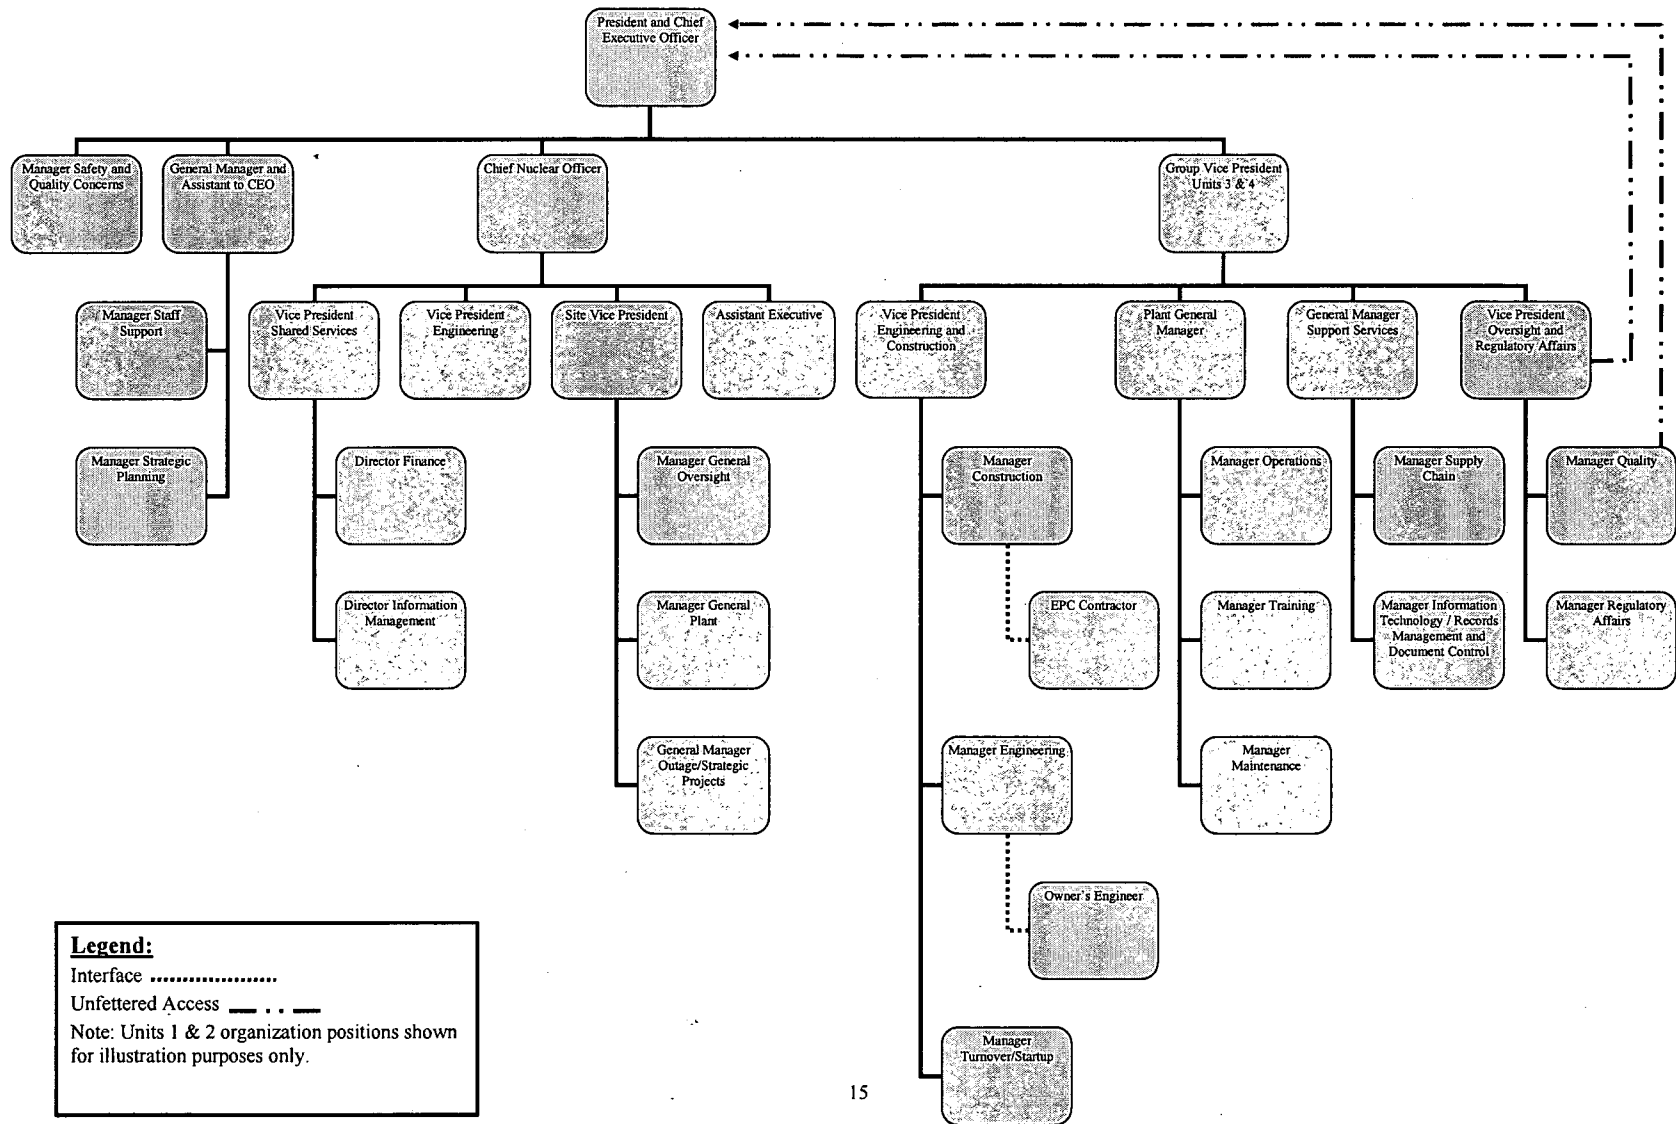 President and Chief
Executive Officer
Manager Safety and
Quality Concerns
General Manager and
Assistant to CEO
Chief Nuclear Officer
Group Vice President
Units 3 & 4
Manager Staff
Support
Vice President
Shared Services
Vice President
Engineering
Site Vice President
Assistant Executive
Vice President
Engineering and
Construction
Plant General
Manager
General Manager
Support Services
Vice President
Oversight and
Regulatory Affairs
Manager Strategic
Planning
Director Finance
Manager General
Oversight
Manager
Construction
Manager Operations
Manager Supply
Chain
Manager Quality
Director Information
Management
Manager General
Plant
EPC Contractor
Manager Training
Manager Information
Technology / Records
Management and
Document Control
Manager Regulatory
Affairs
General Manager
Outage/Strategic
Projects
Manager Engineering
Manager
Maintenance
Owner's Engineer
Manager
Turnover/Startup
Legend:
Interface
Unfettered Access
Note: Units 1 & 2 organization positions shown
for illustration purposes only.
15